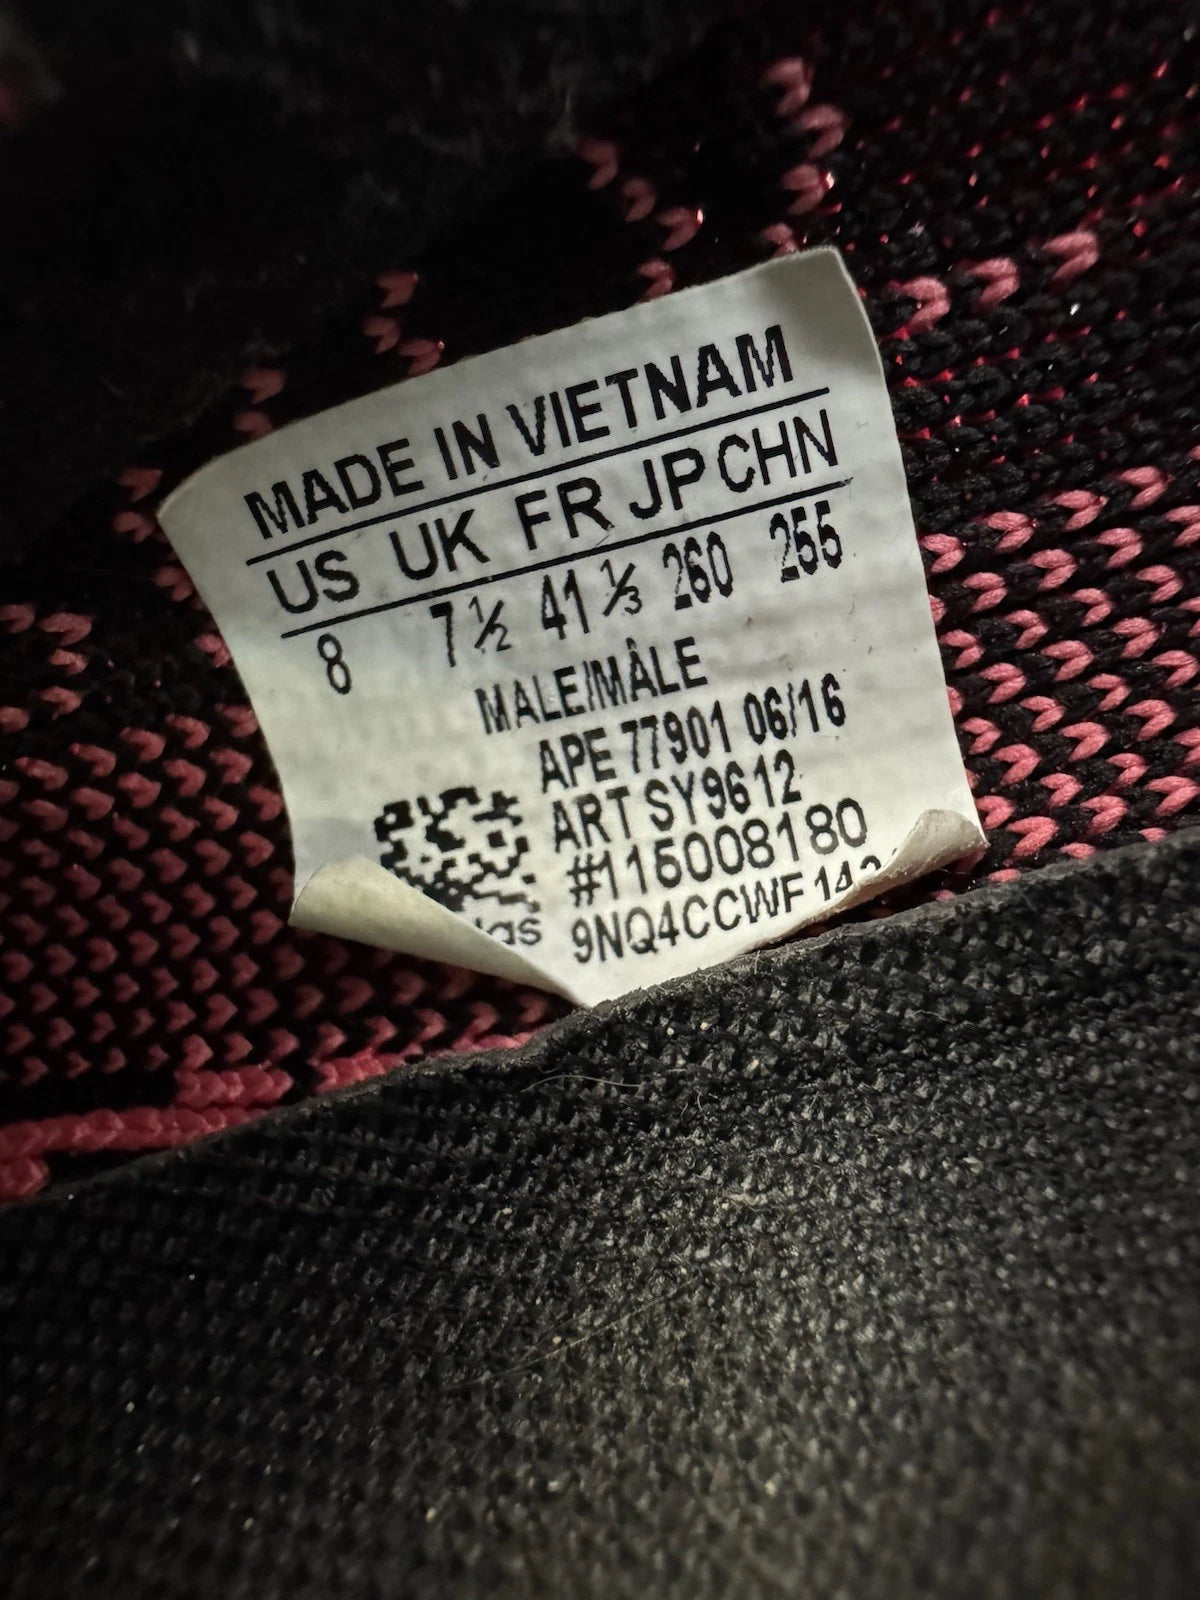 MADE IN VIETNAM
US UK FR JP CHN
8 7½ 41⅓ 260 255
MALE/MÂLE
APE 77901 06/16
ART SY9612
#115008180